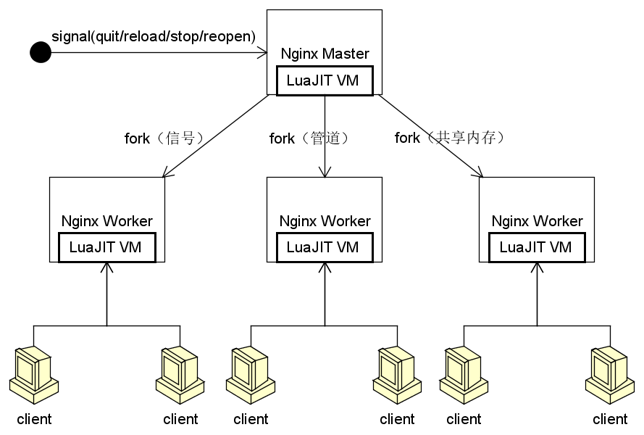 signal(quit/reload/stop/reopen)
Nginx Master
LuaJIT VM
fork（信号）
fork（管道）
fork（共享内存）
Nginx Worker
LuaJIT VM
Nginx Worker
LuaJIT VM
Nginx Worker
LuaJIT VM
client
client
client
client
client
client